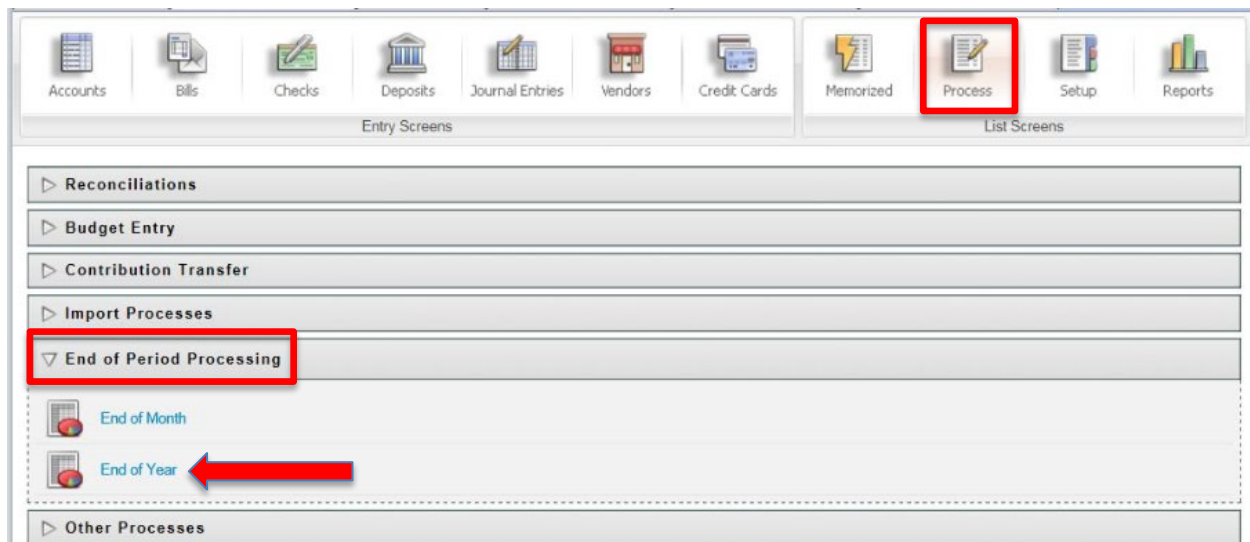 Accounts Bills Checks Deposits Journal Entries Vendors Credit Cards Memorized Process Setup Reports
Entry Screens List Screens
Reconciliations
Budget Entry
Contribution Transfer
Import Processes
End of Period Processing
End of Month
End of Year
Other Processes